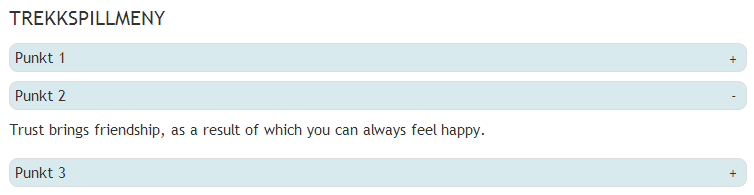 TREKKSPILLMENY
Punkt 1 +
Punkt 2 -
Trust brings friendship, as a result of which you can always feel happy.
Punkt 3 +